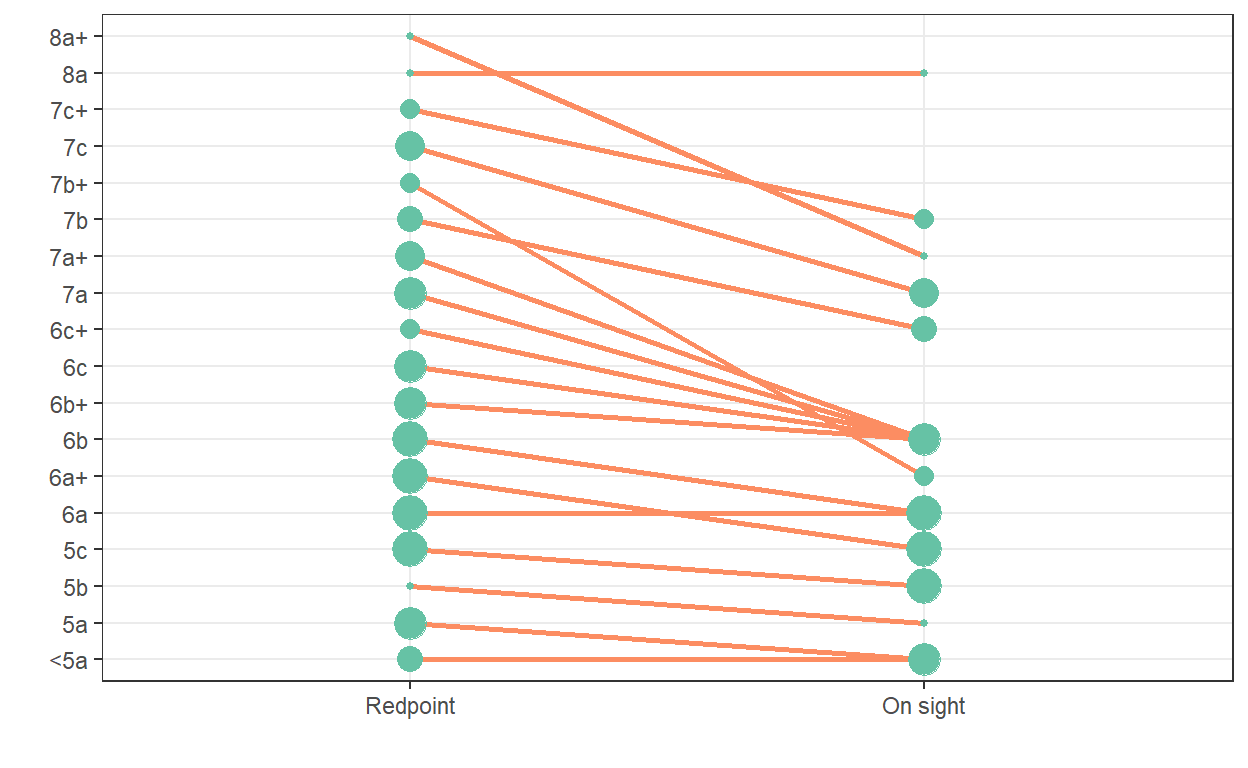 8a+
8a
7c+
7c
7b+
7b
7a+
7a
6c+
6c
6b+
6b
6a+
6a
5c
5b
5a
<5a
Redpoint On sight